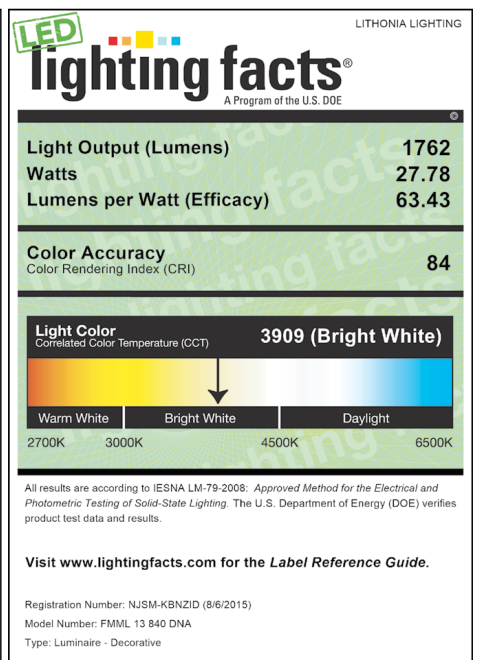 LITHONIA LIGHTING
LED
lighting facts®
A Program of the U.S. DOE
©
Light Output (Lumens) 1762
Watts 27.78
Lumens per Watt (Efficacy) 63.43
Color Accuracy
Color Rendering Index (CRI) 84
Light Color
Correlated Color Temperature (CCT) 3909 (Bright White)
Warm White Bright White Daylight
2700K 3000K 4500K 6500K
All results are according to IESNA LM-79-2008: Approved Method for the Electrical and
Photometric Testing of Solid-State Lighting. The U.S. Department of Energy (DOE) verifies
product test data and results.
Visit www.lightingfacts.com for the Label Reference Guide.
Registration Number: NJSM-KBNZID (8/6/2015)
Model Number: FMML 13 840 DNA
Type: Luminaire - Decorative